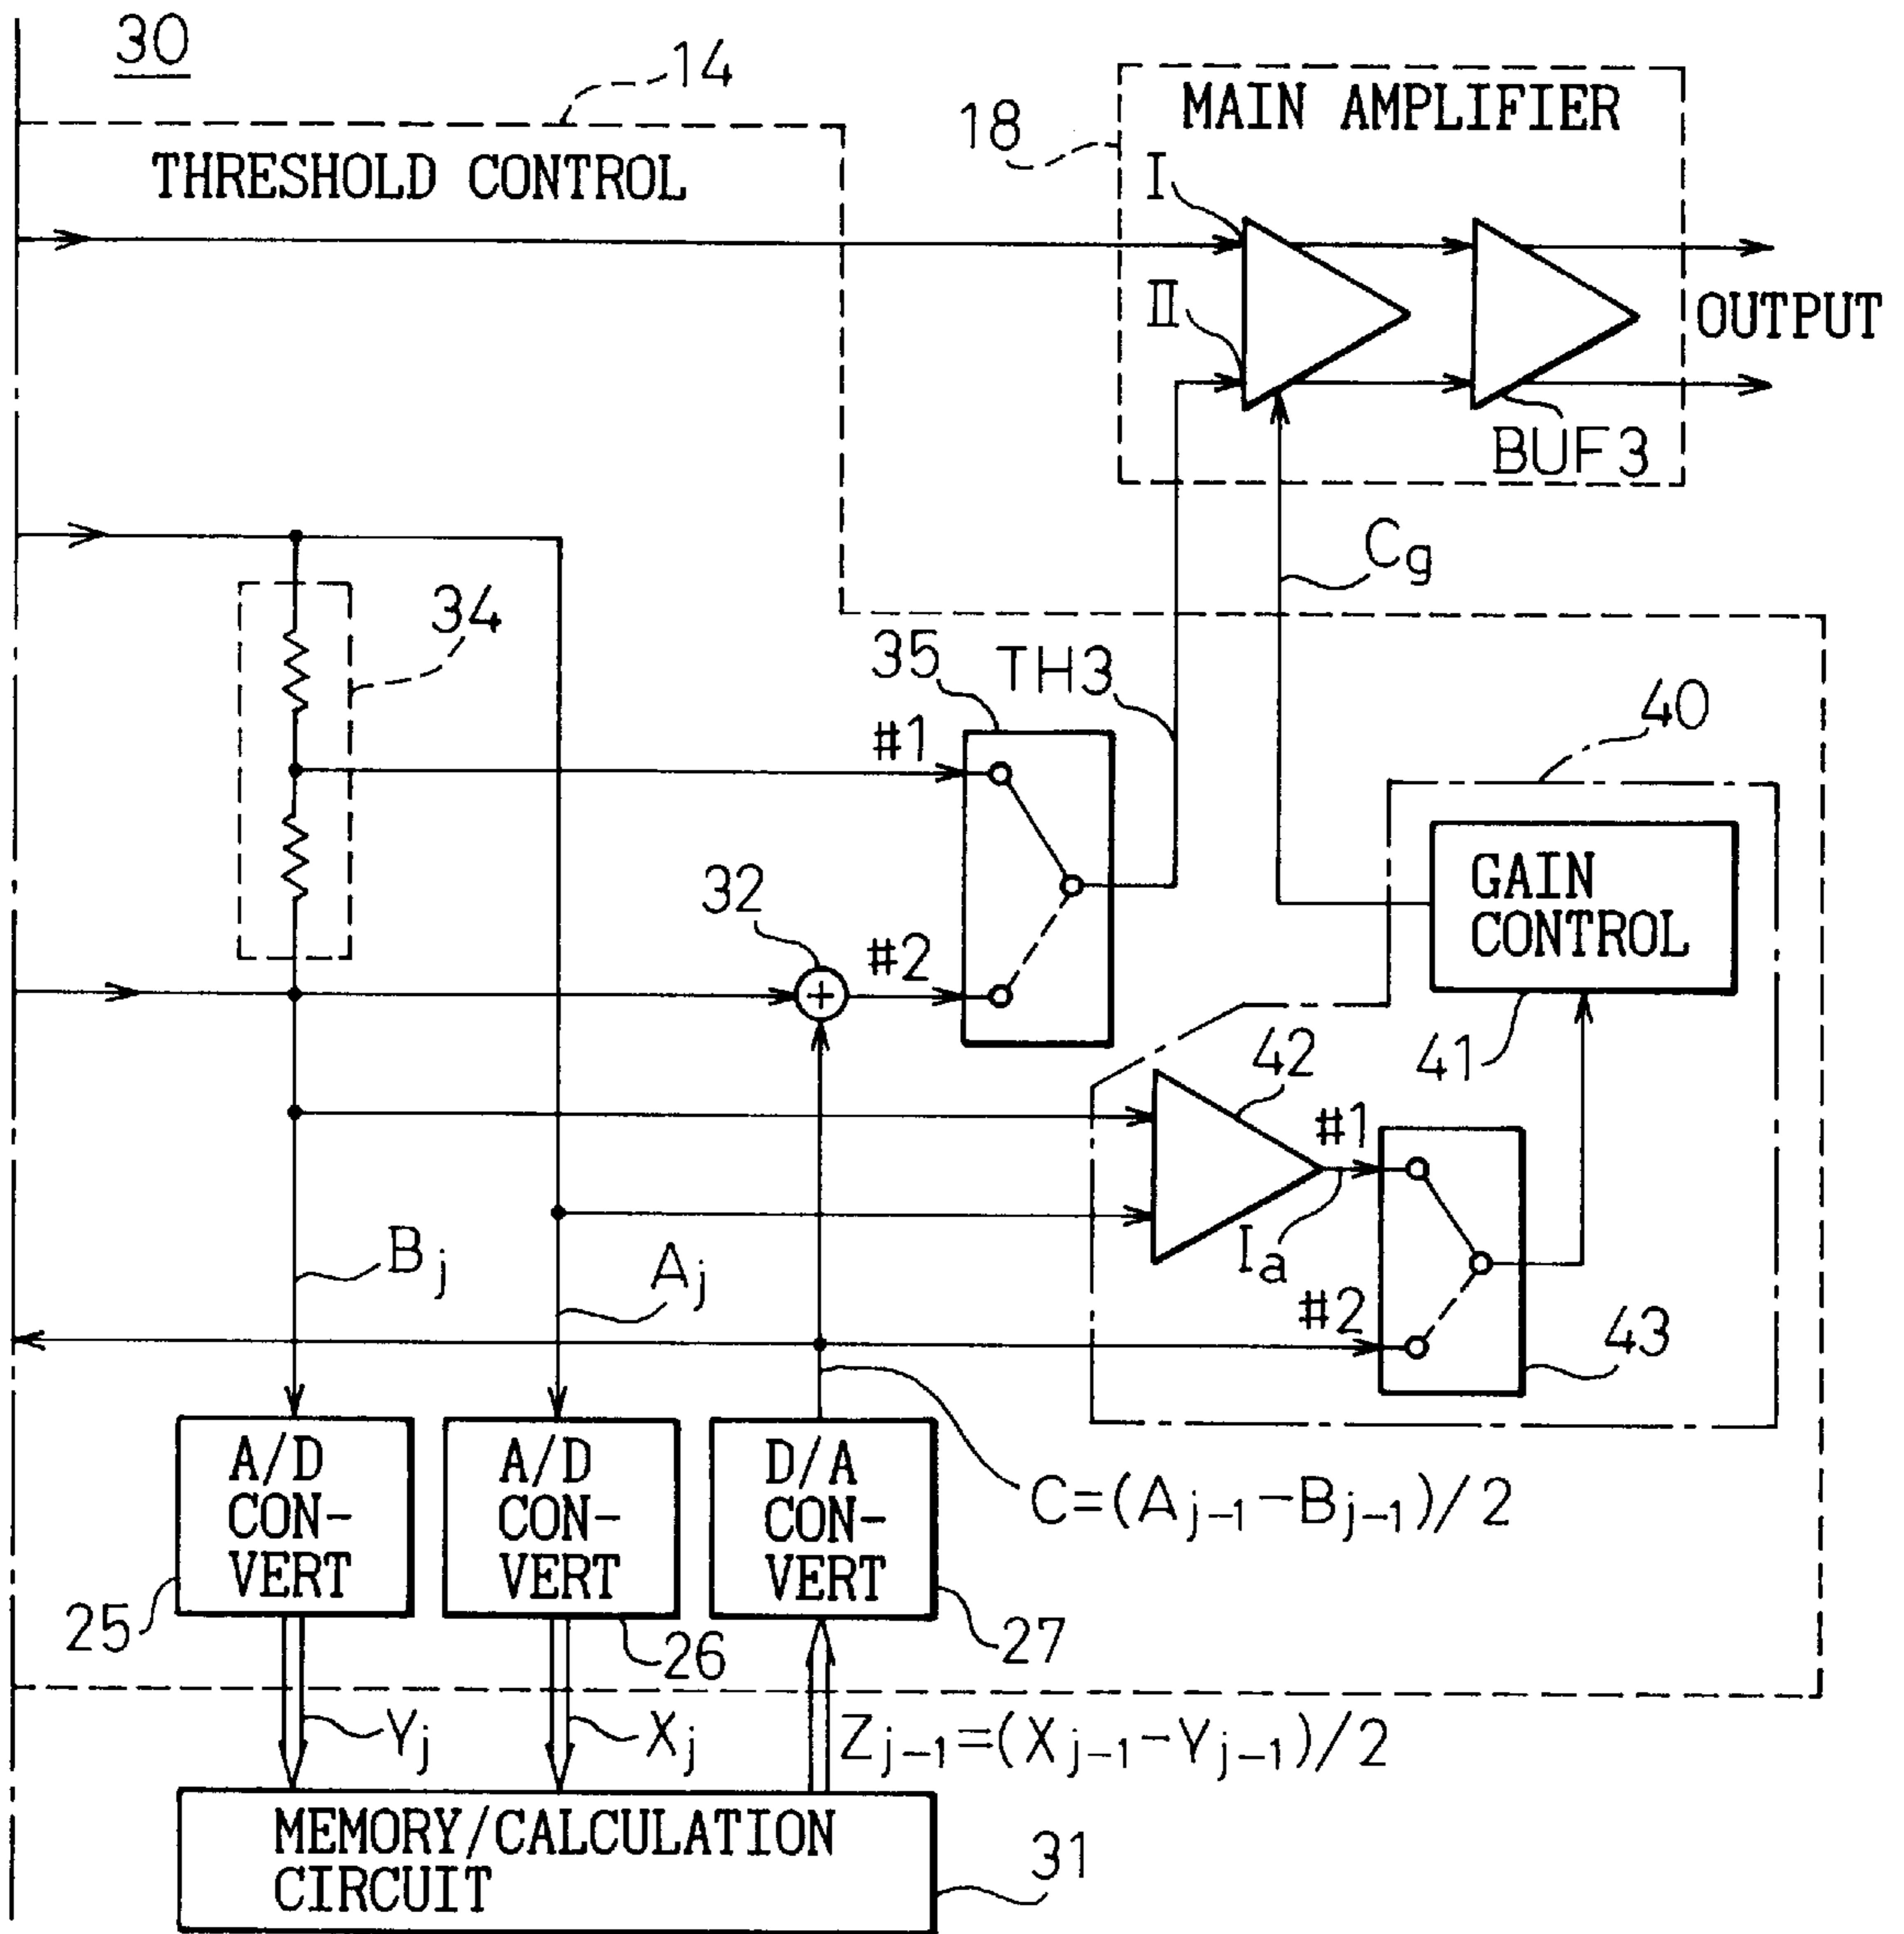 30
14
MAIN AMPLIFIER
18
THRESHOLD CONTROL
I
II
OUTPUT
BUF3
Cg
34
35
TH3
40
#1
GAIN
CONTROL
32
#2
42
41
#1
Bj
Aj
Ia
#2
43
A/D
CON-
VERT
A/D
CON-
VERT
D/A
CON-
VERT
C=(Aj-1-Bj-1)/2
25
26
27
Yj
Xj
Zj-1=(Xj-1-Yj-1)/2
MEMORY/CALCULATION
CIRCUIT
31